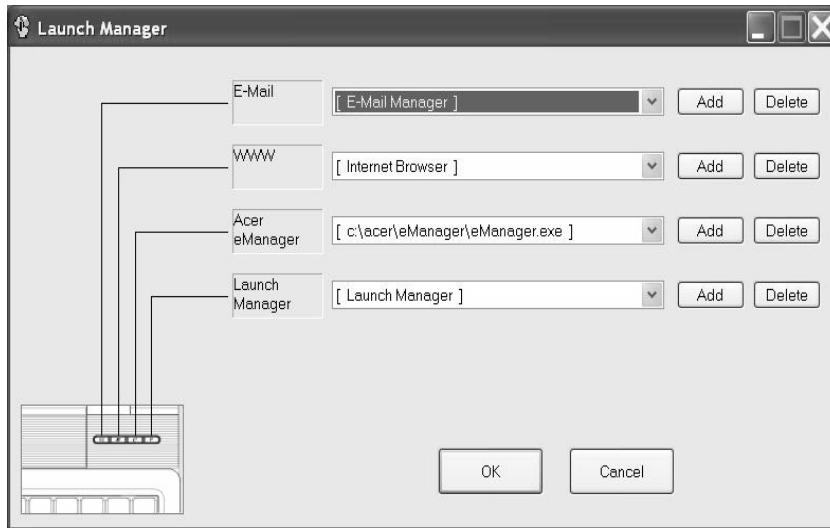 Launch Manager
E-Mail
[ E-Mail Manager ]
Add
Delete
WWW
[ Internet Browser ]
Add
Delete
Acer
eManager
[ c:\acer\eManager\eManager.exe ]
Add
Delete
Launch
Manager
[ Launch Manager ]
Add
Delete
OK
Cancel